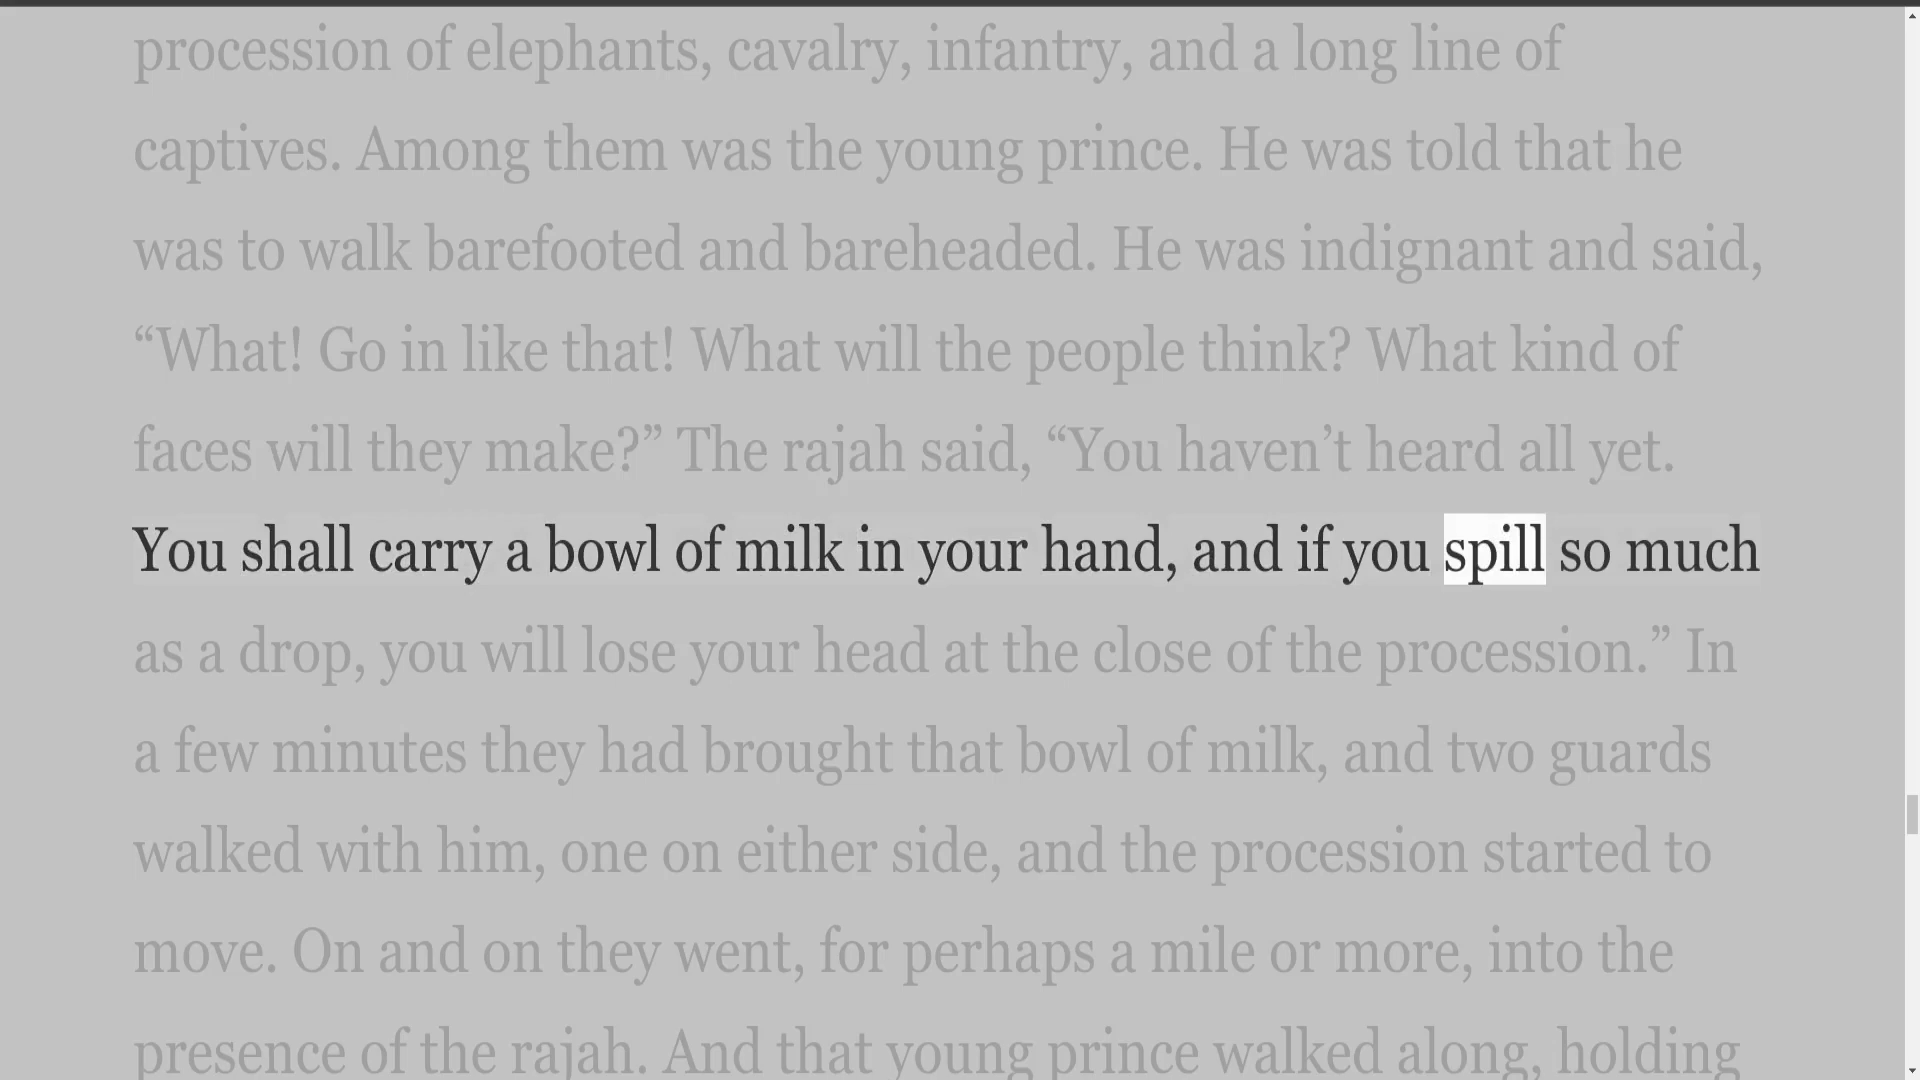 procession of elephants, cavalry, infantry, and a long line of
captives. Among them was the young prince. He was told that he
was to walk barefooted and bareheaded. He was indignant and said,
“What! Go in like that! What will the people think? What kind of
faces will they make?” The rajah said, “You haven’t heard all yet.
You shall carry a bowl of milk in your hand, and if you spill so much
as a drop, you will lose your head at the close of the procession.” In
a few minutes they had brought that bowl of milk, and two guards
walked with him, one on either side, and the procession started to
move. On and on they went, for perhaps a mile or more, into the
presence of the rajah. And that young prince walked along, holding